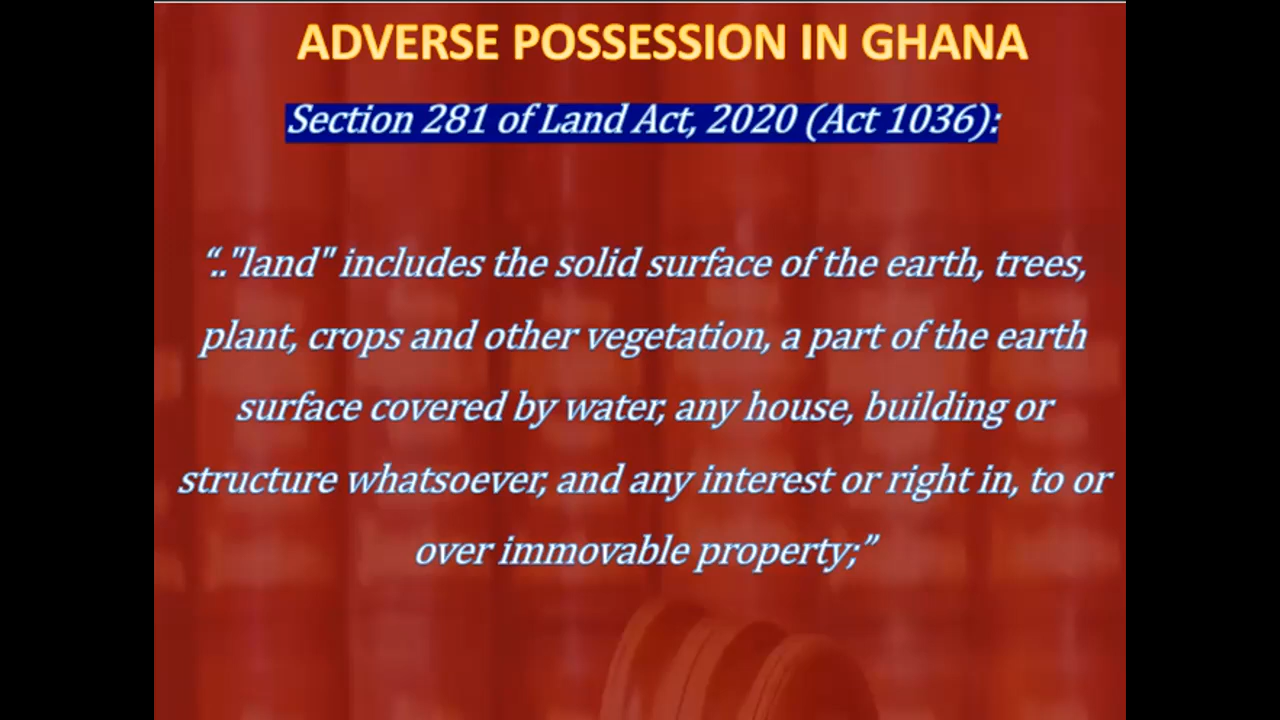 ADVERSE POSSESSION IN GHANA
Section 281 of Land Act, 2020 (Act 1036):
“.."land" includes the solid surface of the earth, trees,
plant, crops and other vegetation, a part of the earth
surface covered by water, any house, building or
structure whatsoever, and any interest or right in, to or
over immovable property;”